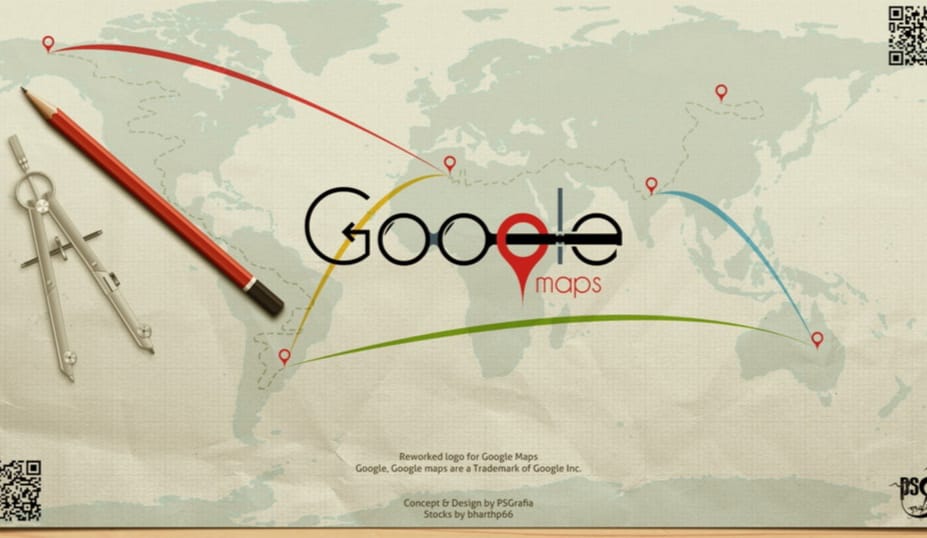 Google
maps
Reworked logo for Google Maps
Google, Google maps are a Trademark of Google Inc.
Concept & Design by PSGrafia
Stocks by bharthp66